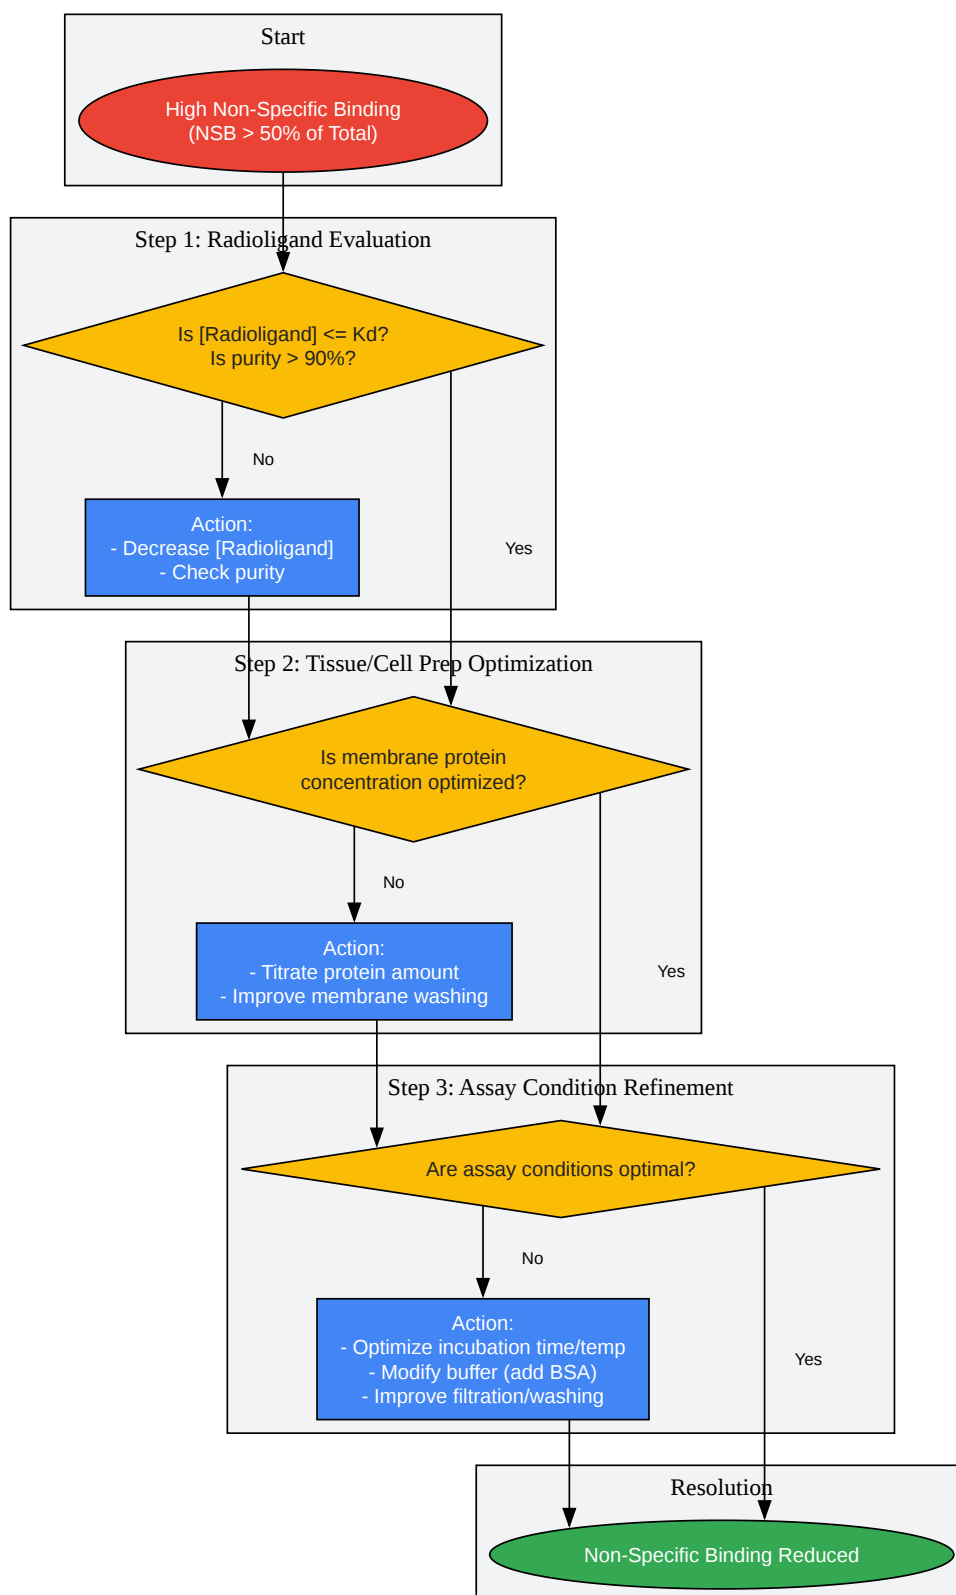 Start
High Non-Specific Binding
(NSB > 50% of Total)
Step 1: Radioligand Evaluation
Is [Radioligand] <= Kd?
Is purity > 90%?
No
Action:
- Decrease [Radioligand]
- Check purity
Yes
Step 2: Tissue/Cell Prep Optimization
Is membrane protein
concentration optimized?
No
Action:
- Titrate protein amount
- Improve membrane washing
Yes
Step 3: Assay Condition Refinement
Are assay conditions optimal?
No
Action:
- Optimize incubation time/temp
- Modify buffer (add BSA)
- Improve filtration/washing
Yes
Resolution
Non-Specific Binding Reduced